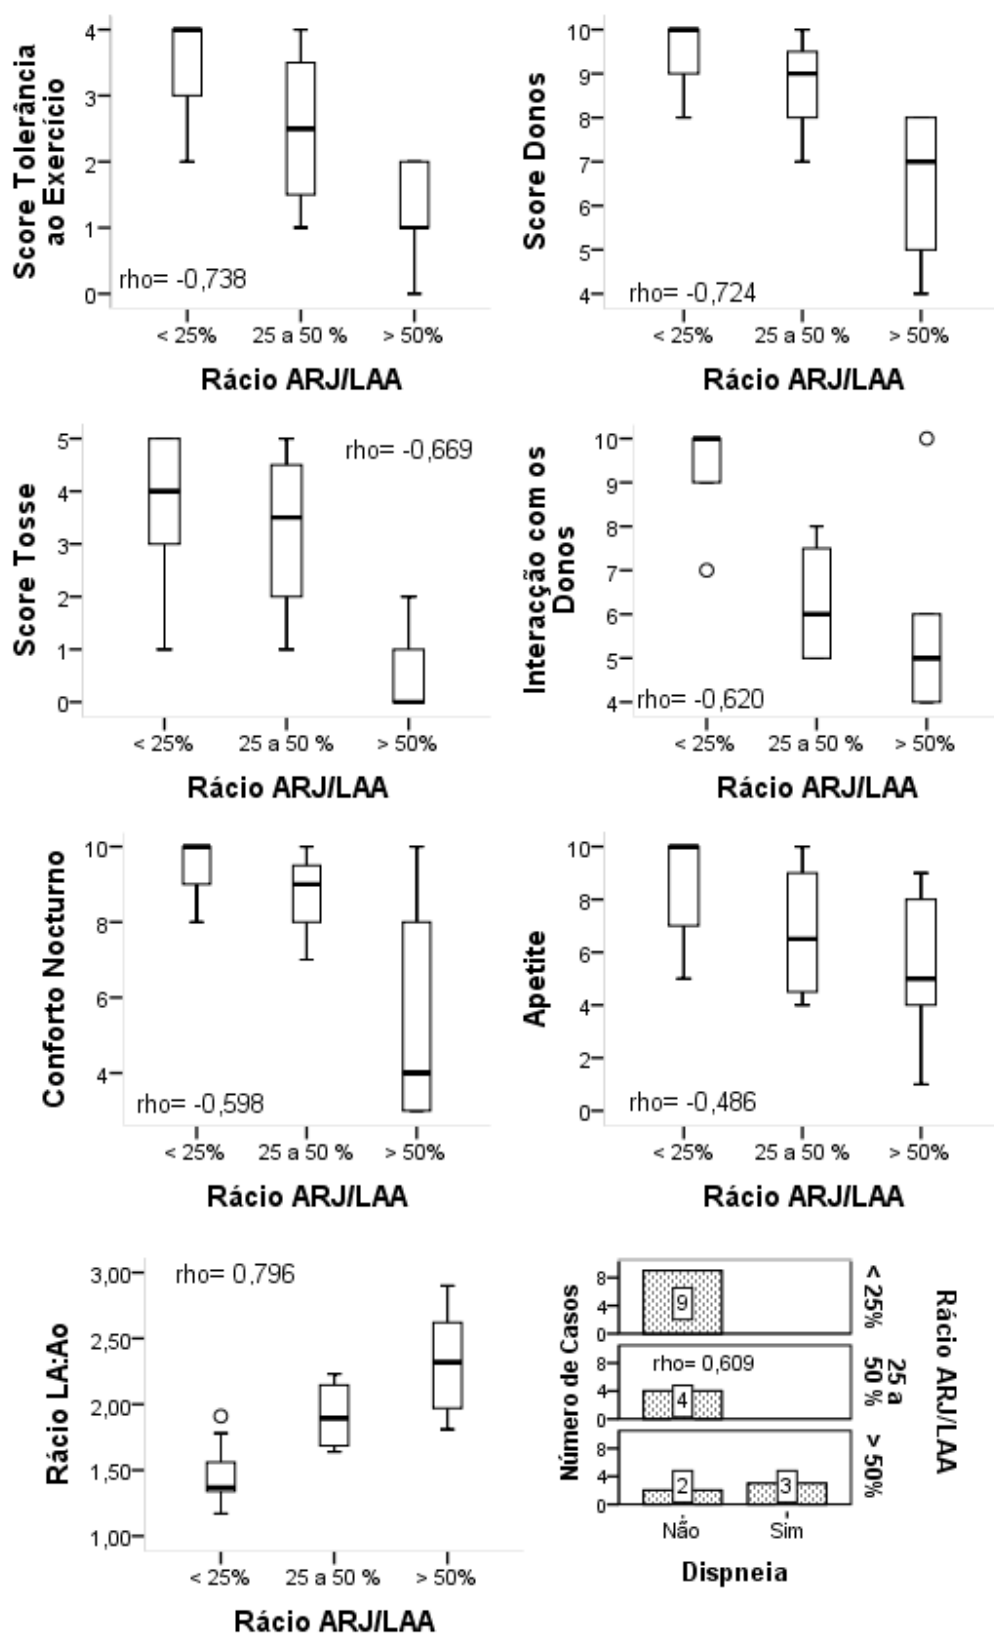 4
3
2
1
0
Score Tolerância
ao Exercício
rho= -0,738
< 25%
25 a 50 %
> 50%
Rácio ARJ/LAA
10
9
8
7
6
5
4
Score Donos
rho= -0,724
< 25%
25 a 50 %
> 50%
Rácio ARJ/LAA
5
4
3
2
1
0
Score Tosse
rho= -0,669
< 25%
25 a 50 %
> 50%
Rácio ARJ/LAA
10
9
8
7
6
5
4
Interacção com os
Donos
rho= -0,620
< 25%
25 a 50 %
> 50%
Rácio ARJ/LAA
10
8
6
4
Conforto Nocturno
rho= -0,598
< 25%
25 a 50 %
> 50%
Rácio ARJ/LAA
10
8
6
4
2
0
Apetite
rho= -0,486
< 25%
25 a 50 %
> 50%
Rácio ARJ/LAA
3,00
2,50
2,00
1,50
1,00
Rácio LA:Ao
rho= 0,796
< 25%
25 a 50 %
> 50%
Rácio ARJ/LAA
Número de Casos
8
4
0
9
< 25%
8
4
0
rho= 0,609
4
25 a
50 %
8
4
0
2
3
> 50%
Rácio ARJ/LAA
Não
Sim
Dispneia